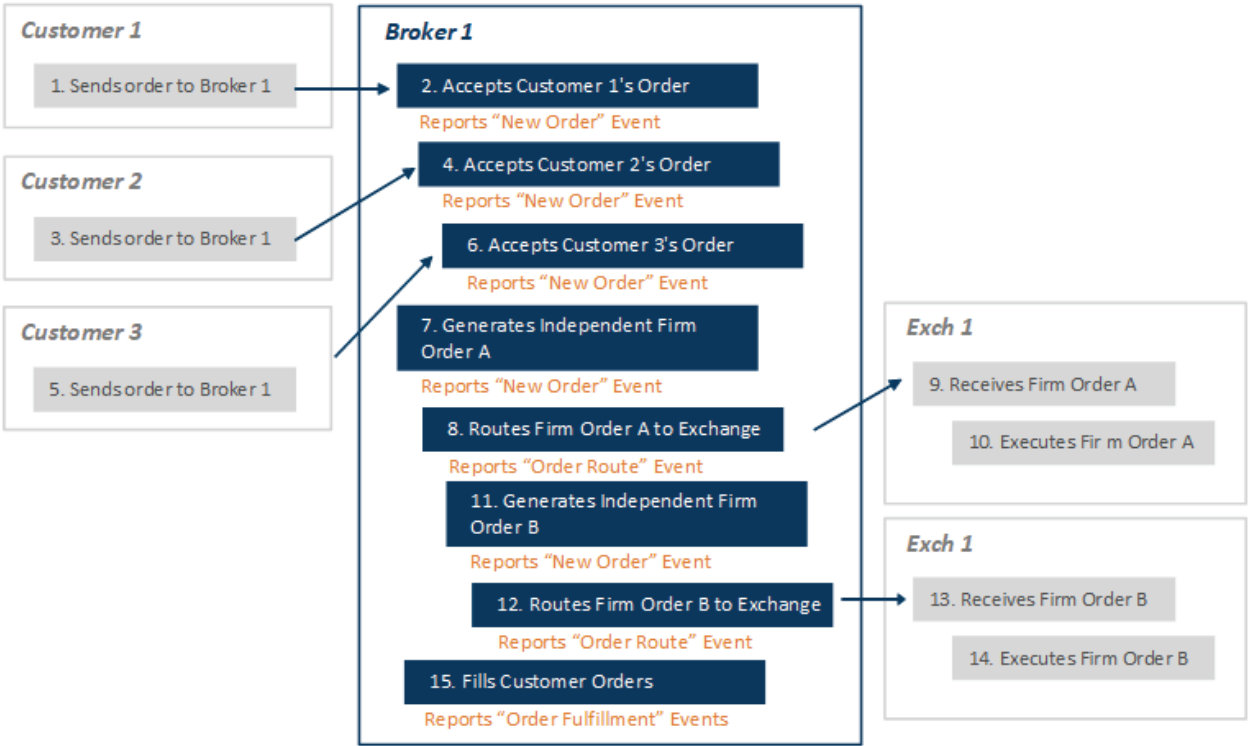 Customer 1
1. Sends order to Broker 1
Customer 2
3. Sends order to Broker 1
Customer 3
5. Sends order to Broker 1
Broker 1
2. Accepts Customer 1's Order
Reports “New Order” Event
4. Accepts Customer 2's Order
Reports “New Order” Event
6. Accepts Customer 3's Order
Reports “New Order” Event
7. Generates Independent Firm
Order A
Reports “New Order” Event
8. Routes Firm Order A to Exchange
Reports “Order Route” Event
11. Generates Independent Firm
Order B
Reports “New Order” Event
12. Routes Firm Order B to Exchange
Reports “Order Route” Event
15. Fills Customer Orders
Reports “Order Fulfillment” Events
Exch 1
9. Receives Firm Order A
10. Executes Fir m Order A
Exch 1
13. Receives Firm Order B
14. Executes Firm Order B